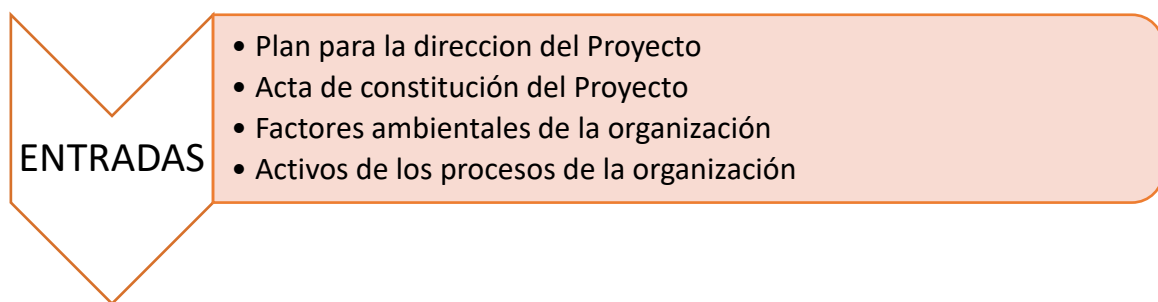 ENTRADAS
• Plan para la direccion del Proyecto
• Acta de constitución del Proyecto
• Factores ambientales de la organización
• Activos de los procesos de la organización